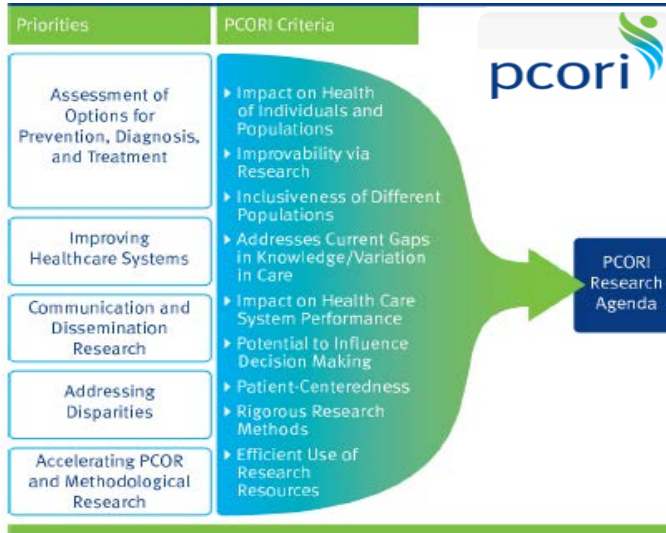 Priorities
PCORI Criteria
pcori
Assessment of
Options for
Prevention, Diagnosis,
and Treatment
Improving
Healthcare Systems
Communication and
Dissemination
Research
Addressing
Disparities
Accelerating PCOR
and Methodological
Research
Impact on Health
of Individuals and
Populations
Improvability via
Research
Inclusiveness of Different
Populations
Addresses Current Gaps
in Knowledge/Variation
in Care
Impact on Health Care
System Performance
Potential to Influence
Decision Making
Patient-Centeredness
Rigorous Research
Methods
Efficient Use of
Research
Resources
PCORI
Research
Agenda